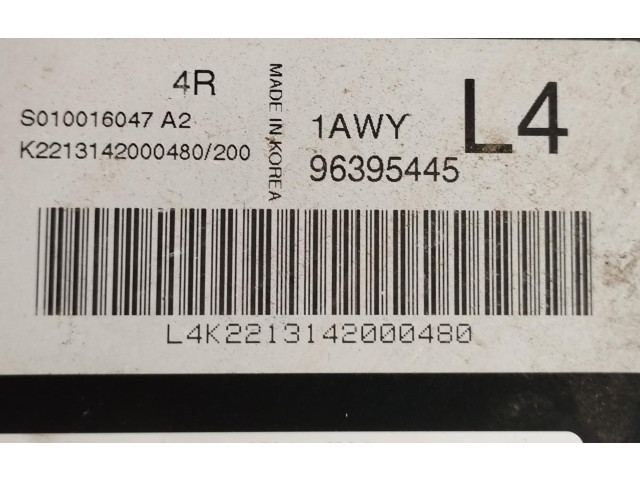 4R
S010016047 A2
K2213142000480/200
MADE IN KOREA
1AWY
96395445
L4
L4K2213142000480